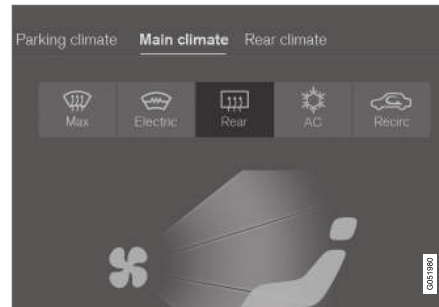 Parking climate Main climate Rear climate
Max Electric Rear AC Recirc
G051980